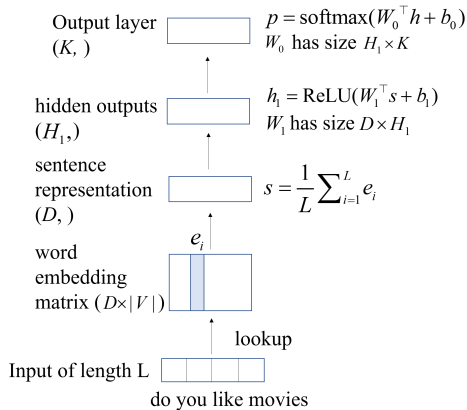 Output layer
(K, )
p = softmax(W₀ᵀh + b₀)
W₀ has size H₁ × K
hidden outputs
(H₁,)
h₁ = ReLU(W₁ᵀs + b₁)
W₁ has size D × H₁
sentence
representation
(D, )
s = 1/L ∑ᵢ₌₁ᴸ eᵢ
eᵢ
word
embedding
matrix (D×|V|)
lookup
Input of length L
do you like movies